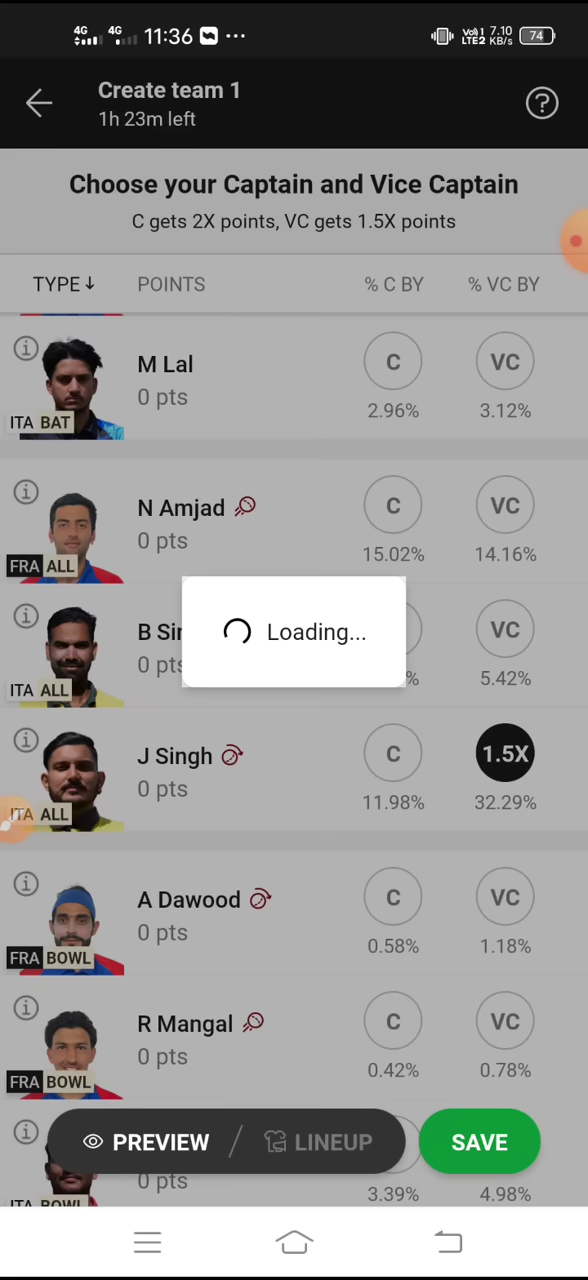 4G 4G 11:36 ... Vo) 1 LTE2 7.10 KB/s 74
Create team 1
1h 23m left
Choose your Captain and Vice Captain
C gets 2X points, VC gets 1.5X points
TYPE↓ POINTS % C BY % VC BY
M Lal C VC
0 pts
ITA BAT 2.96% 3.12%
N Amjad C VC
0 pts
FRA ALL 15.02% 14.16%
Loading...
B VC
0
ITA ALL % 5.42%
J Singh C 1.5X
0 pts
ITA ALL 11.98% 32.29%
A Dawood C VC
0 pts
FRA BOWL 0.58% 1.18%
R Mangal C VC
0 pts
FRA BOWL 0.42% 0.78%
PREVIEW / LINEUP SAVE
0 pts
ITA BOWL 3.39% 4.98%